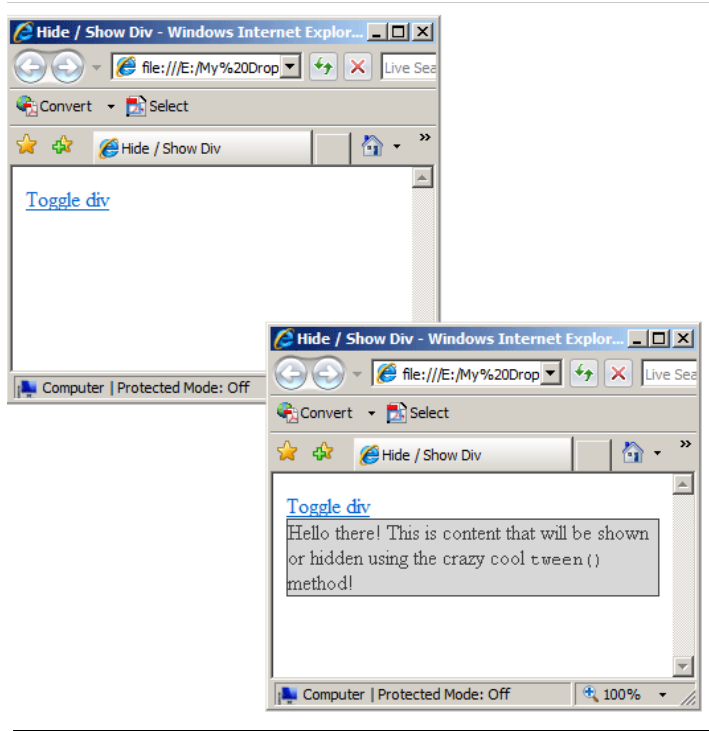 Hide / Show Div - Windows Internet Explor...
file:///E:/My%20Drop
Live Sea
Convert
Select
Hide / Show Div
»
Toggle div
Computer | Protected Mode: Off
Hide / Show Div - Windows Internet Explor...
file:///E:/My%20Drop
Live Sea
Convert
Select
Hide / Show Div
»
Toggle div
Hello there! This is content that will be shown
or hidden using the crazy cool tween()
method!
Computer | Protected Mode: Off
100%